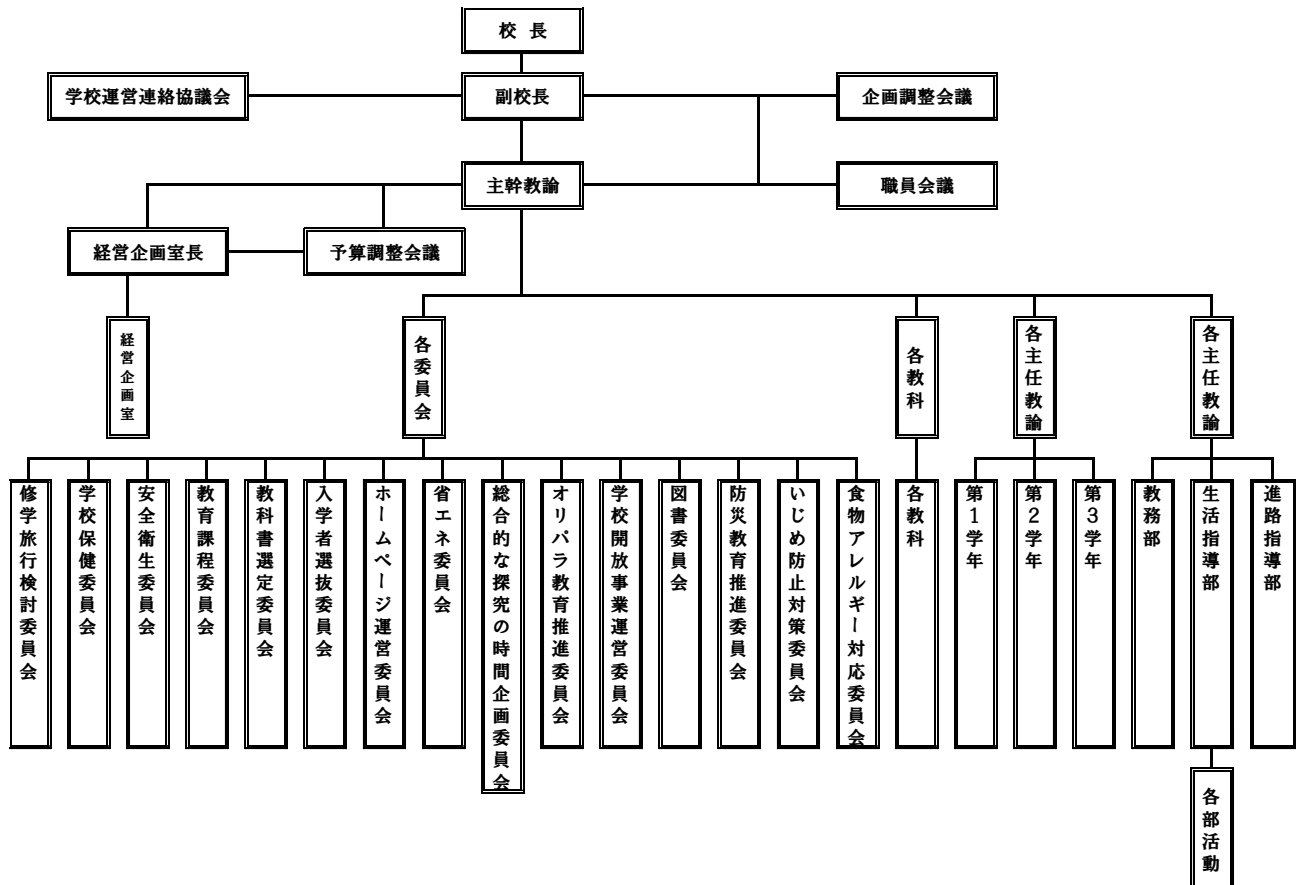 校 長
学校運営連絡協議会
副校長
企画調整会議
主幹教諭
職員会議
経営企画室長
予算調整会議
経営企画室
各委員会
各教科
各主任教諭
各主任教諭
修学旅行検討委員会
学校保健委員会
安全衛生委員会
教育課程委員会
教科書選定委員会
入学者選抜委員会
ホームページ運営委員会
省エネ委員会
総合的な探究の時間企画委員会
オリパラ教育推進委員会
学校開放事業運営委員会
図書委員会
防災教育推進委員会
いじめ防止対策委員会
食物アレルギー対応委員会
各教科
第1学年
第2学年
第3学年
教務部
生活指導部
進路指導部
各部活動